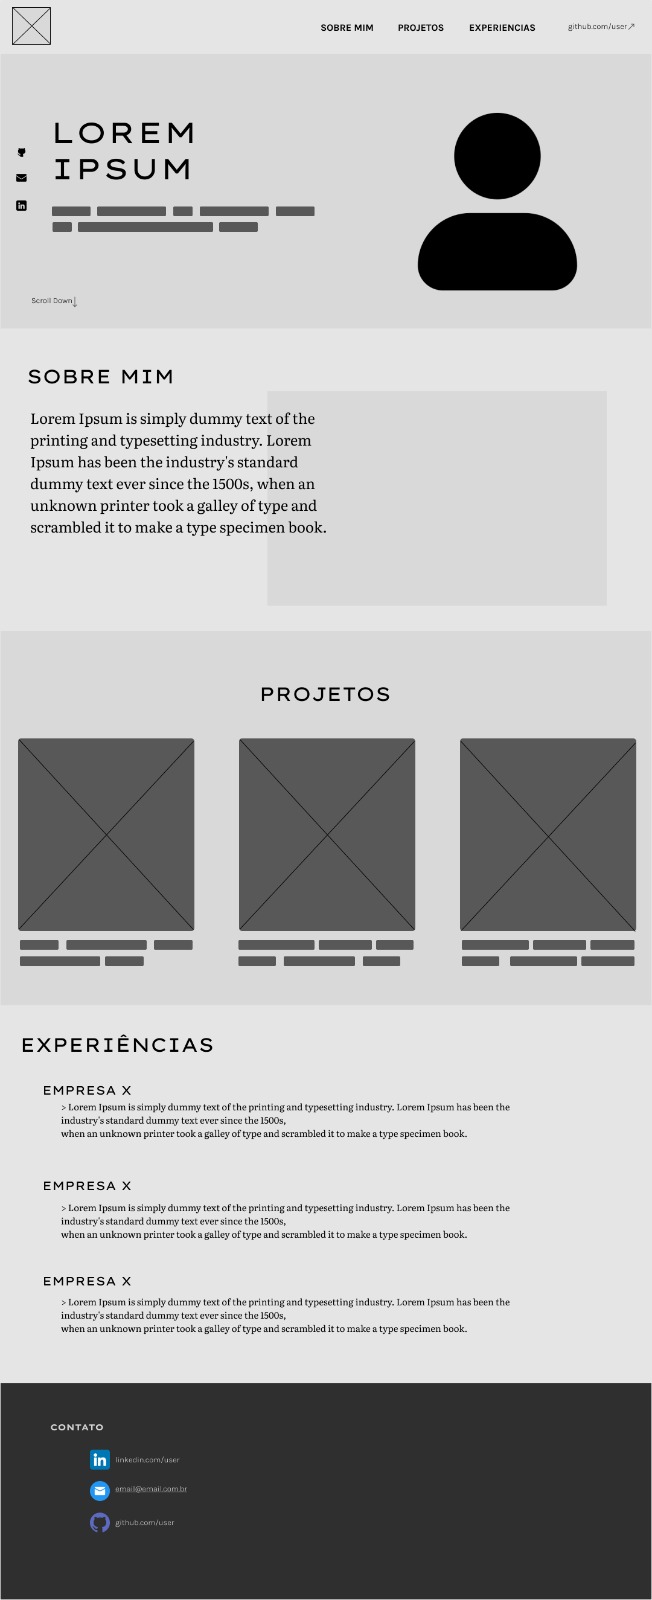 SOBRE MIM
PROJETOS
EXPERIENCIAS
github.com/user↗
LOREM
IPSUM
Scroll Down↓
SOBRE MIM
Lorem Ipsum is simply dummy text of the
printing and typesetting industry. Lorem
Ipsum has been the industry's standard
dummy text ever since the 1500s, when an
unknown printer took a galley of type and
scrambled it to make a type specimen book.
PROJETOS
EXPERIÊNCIAS
EMPRESA X
> Lorem Ipsum is simply dummy text of the printing and typesetting industry. Lorem Ipsum has been the
industry's standard dummy text ever since the 1500s,
when an unknown printer took a galley of type and scrambled it to make a type specimen book.
EMPRESA X
> Lorem Ipsum is simply dummy text of the printing and typesetting industry. Lorem Ipsum has been the
industry's standard dummy text ever since the 1500s,
when an unknown printer took a galley of type and scrambled it to make a type specimen book.
EMPRESA X
> Lorem Ipsum is simply dummy text of the printing and typesetting industry. Lorem Ipsum has been the
industry's standard dummy text ever since the 1500s,
when an unknown printer took a galley of type and scrambled it to make a type specimen book.
CONTATO
linkedin.com/user
email@email.com.br
github.com/user